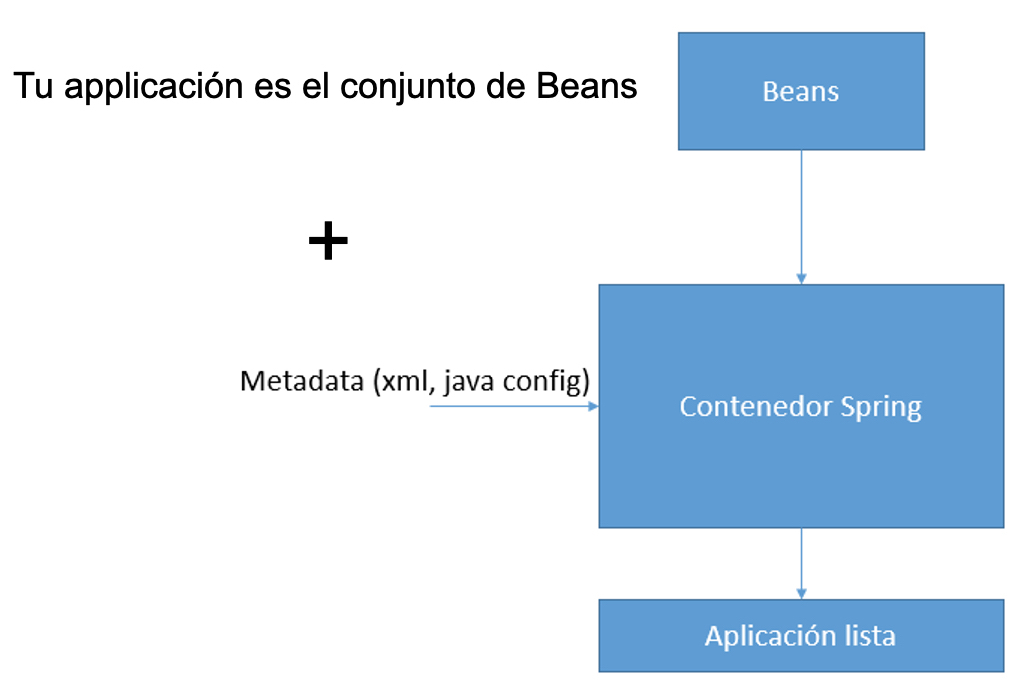 Tu applicación es el conjunto de Beans
Beans
+
Metadata (xml, java config)
Contenedor Spring
Aplicación lista